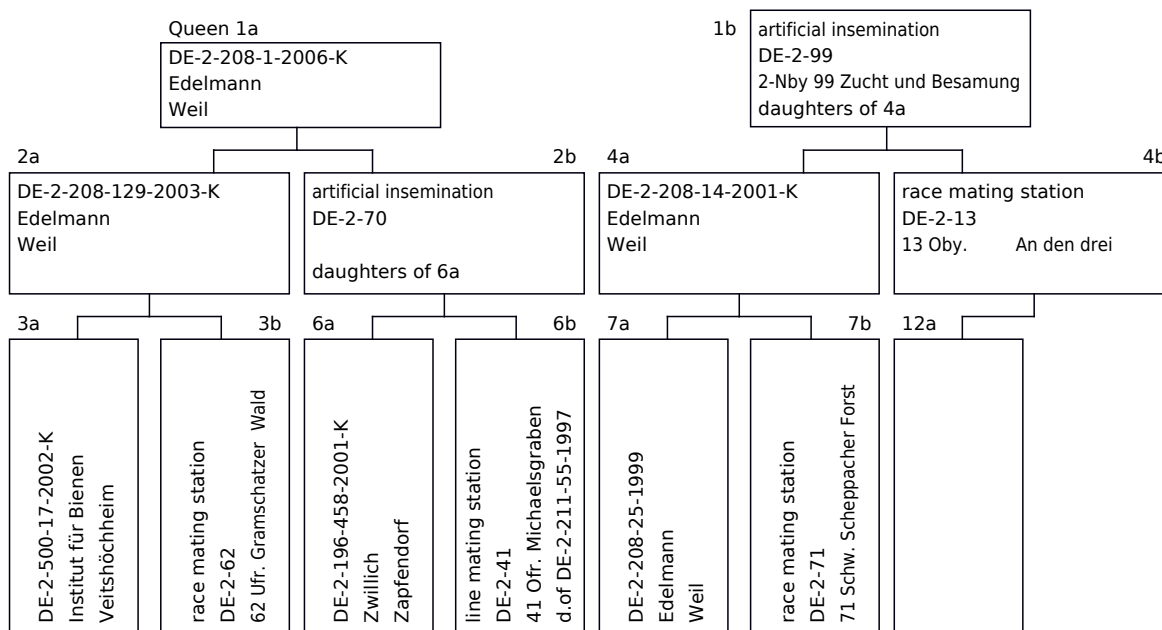 Queen 1a
DE-2-208-1-2006-K
Edelmann
Weil
1b
artificial insemination
DE-2-99
2-Nby 99 Zucht und Besamung
daughters of 4a
2a
DE-2-208-129-2003-K
Edelmann
Weil
2b
artificial insemination
DE-2-70
daughters of 6a
4a
DE-2-208-14-2001-K
Edelmann
Weil
4b
race mating station
DE-2-13
13 Oby. An den drei
3a
DE-2-500-17-2002-K
Institut für Bienen
Veitshöchheim
3b
race mating station
DE-2-62
62 Ufr. Gramschatzer Wald
6a
DE-2-196-458-2001-K
Zwillich
Zapfendorf
6b
line mating station
DE-2-41
41 Ofr. Michaelsgraben
d.of DE-2-211-55-1997
7a
DE-2-208-25-1999
Edelmann
Weil
7b
race mating station
DE-2-71
71 Schw. Scheppacher Forst
12a